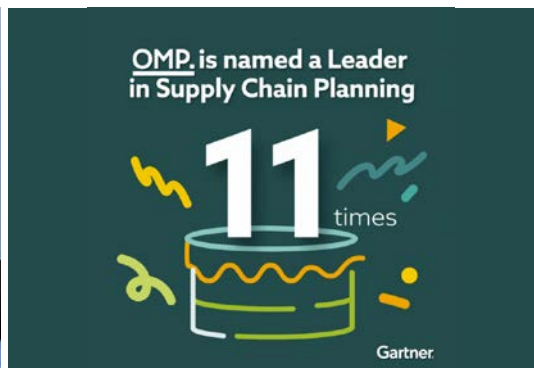 OMP. is named a Leader
in Supply Chain Planning
11
times
Gartner